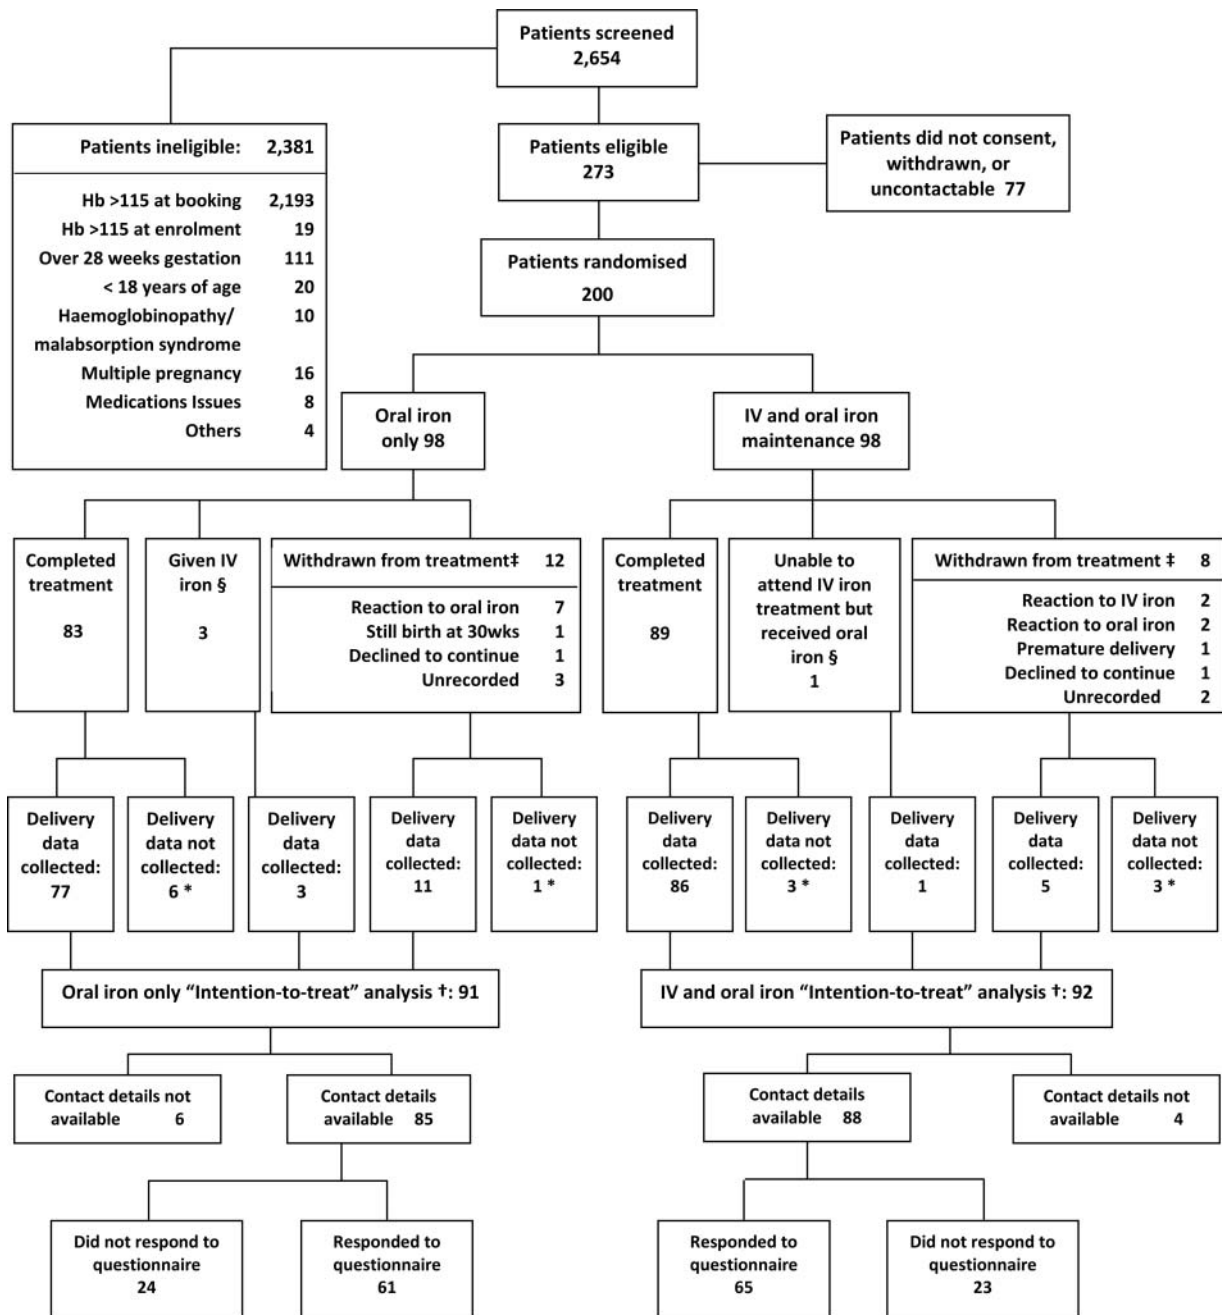 Patients screened
2,654
Patients ineligible: 2,381
Hb >115 at booking 2,193
Hb >115 at enrolment 19
Over 28 weeks gestation 111
< 18 years of age 20
Haemoglobinopathy/ 10
malabsorption syndrome
Multiple pregnancy 16
Medications Issues 8
Others 4
Patients eligible
273
Patients did not consent,
withdrawn, or
uncontactable 77
Patients randomised
200
Oral iron
only 98
IV and oral iron
maintenance 98
Completed
treatment
83
Given IV
iron §
3
Withdrawn from treatment‡ 12
Reaction to oral iron 7
Still birth at 30wks 1
Declined to continue 1
Unrecorded 3
Completed
treatment
89
Unable to
attend IV iron
treatment but
received oral
iron §
1
Withdrawn from treatment ‡ 8
Reaction to IV iron 2
Reaction to oral iron 2
Premature delivery 1
Declined to continue 1
Unrecorded 2
Delivery
data
collected:
77
Delivery
data not
collected:
6 *
Delivery
data
collected:
3
Delivery
data
collected:
11
Delivery
data not
collected:
1 *
Delivery
data
collected:
86
Delivery
data not
collected:
3 *
Delivery
data
collected:
1
Delivery
data
collected:
5
Delivery
data not
collected:
3 *
Oral iron only “Intention-to-treat” analysis †: 91
IV and oral iron “Intention-to-treat” analysis †: 92
Contact details not
available 6
Contact details
available 85
Contact details
available 88
Contact details not
available 4
Did not respond to
questionnaire
24
Responded to
questionnaire
61
Responded to
questionnaire
65
Did not respond to
questionnaire
23